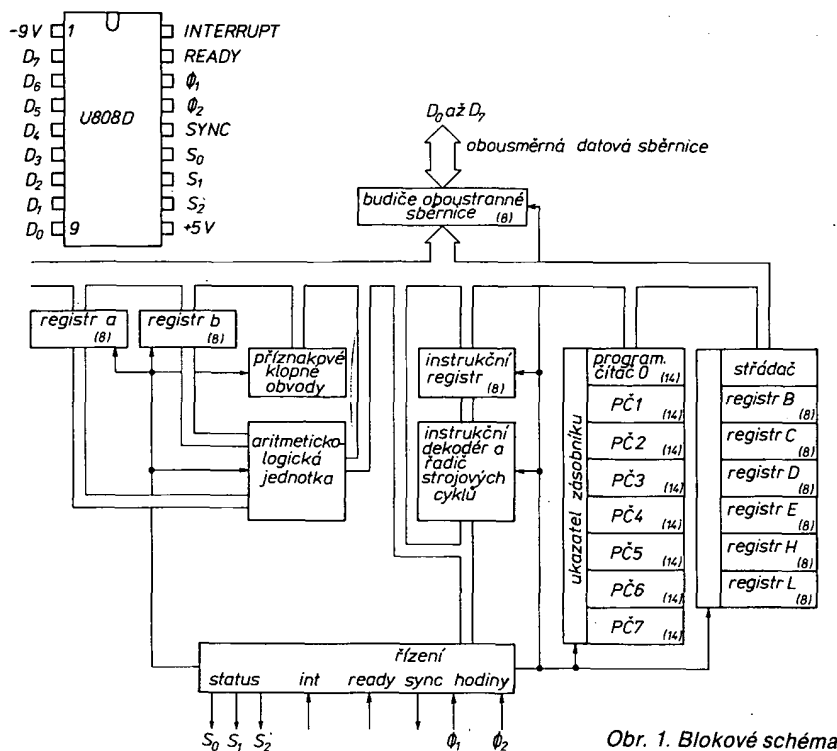 -9V 1 INTERRUPT
D7 READY
D6 ϕ1
D5 U808D ϕ2
D4 SYNC
D3 S0
D2 S1
D1 S2
D0 9 +5V
D0 až D7
obousměrná datová sběrnice
budiče oboustranné
sběrnice (8)
registr a
(8)
registr b
(8)
příznakové
klopné
obvody
aritmeticko-
logická
jednotka
instrukční
registr (8)
instrukční
dekodér a
řadič
strojových
cyklů
ukazatel zásobníku
program.
čítač 0 (14)
PČ1 (14)
PČ2 (14)
PČ3 (14)
PČ4 (14)
PČ5 (14)
PČ6 (14)
PČ7 (14)
střádač
registr B (8)
registr C (8)
registr D (8)
registr E (8)
registr H (8)
registr L (8)
řízení
status int ready sync hodiny
S0 S1 S2 ϕ1 ϕ2
Obr. 1. Blokové schéma